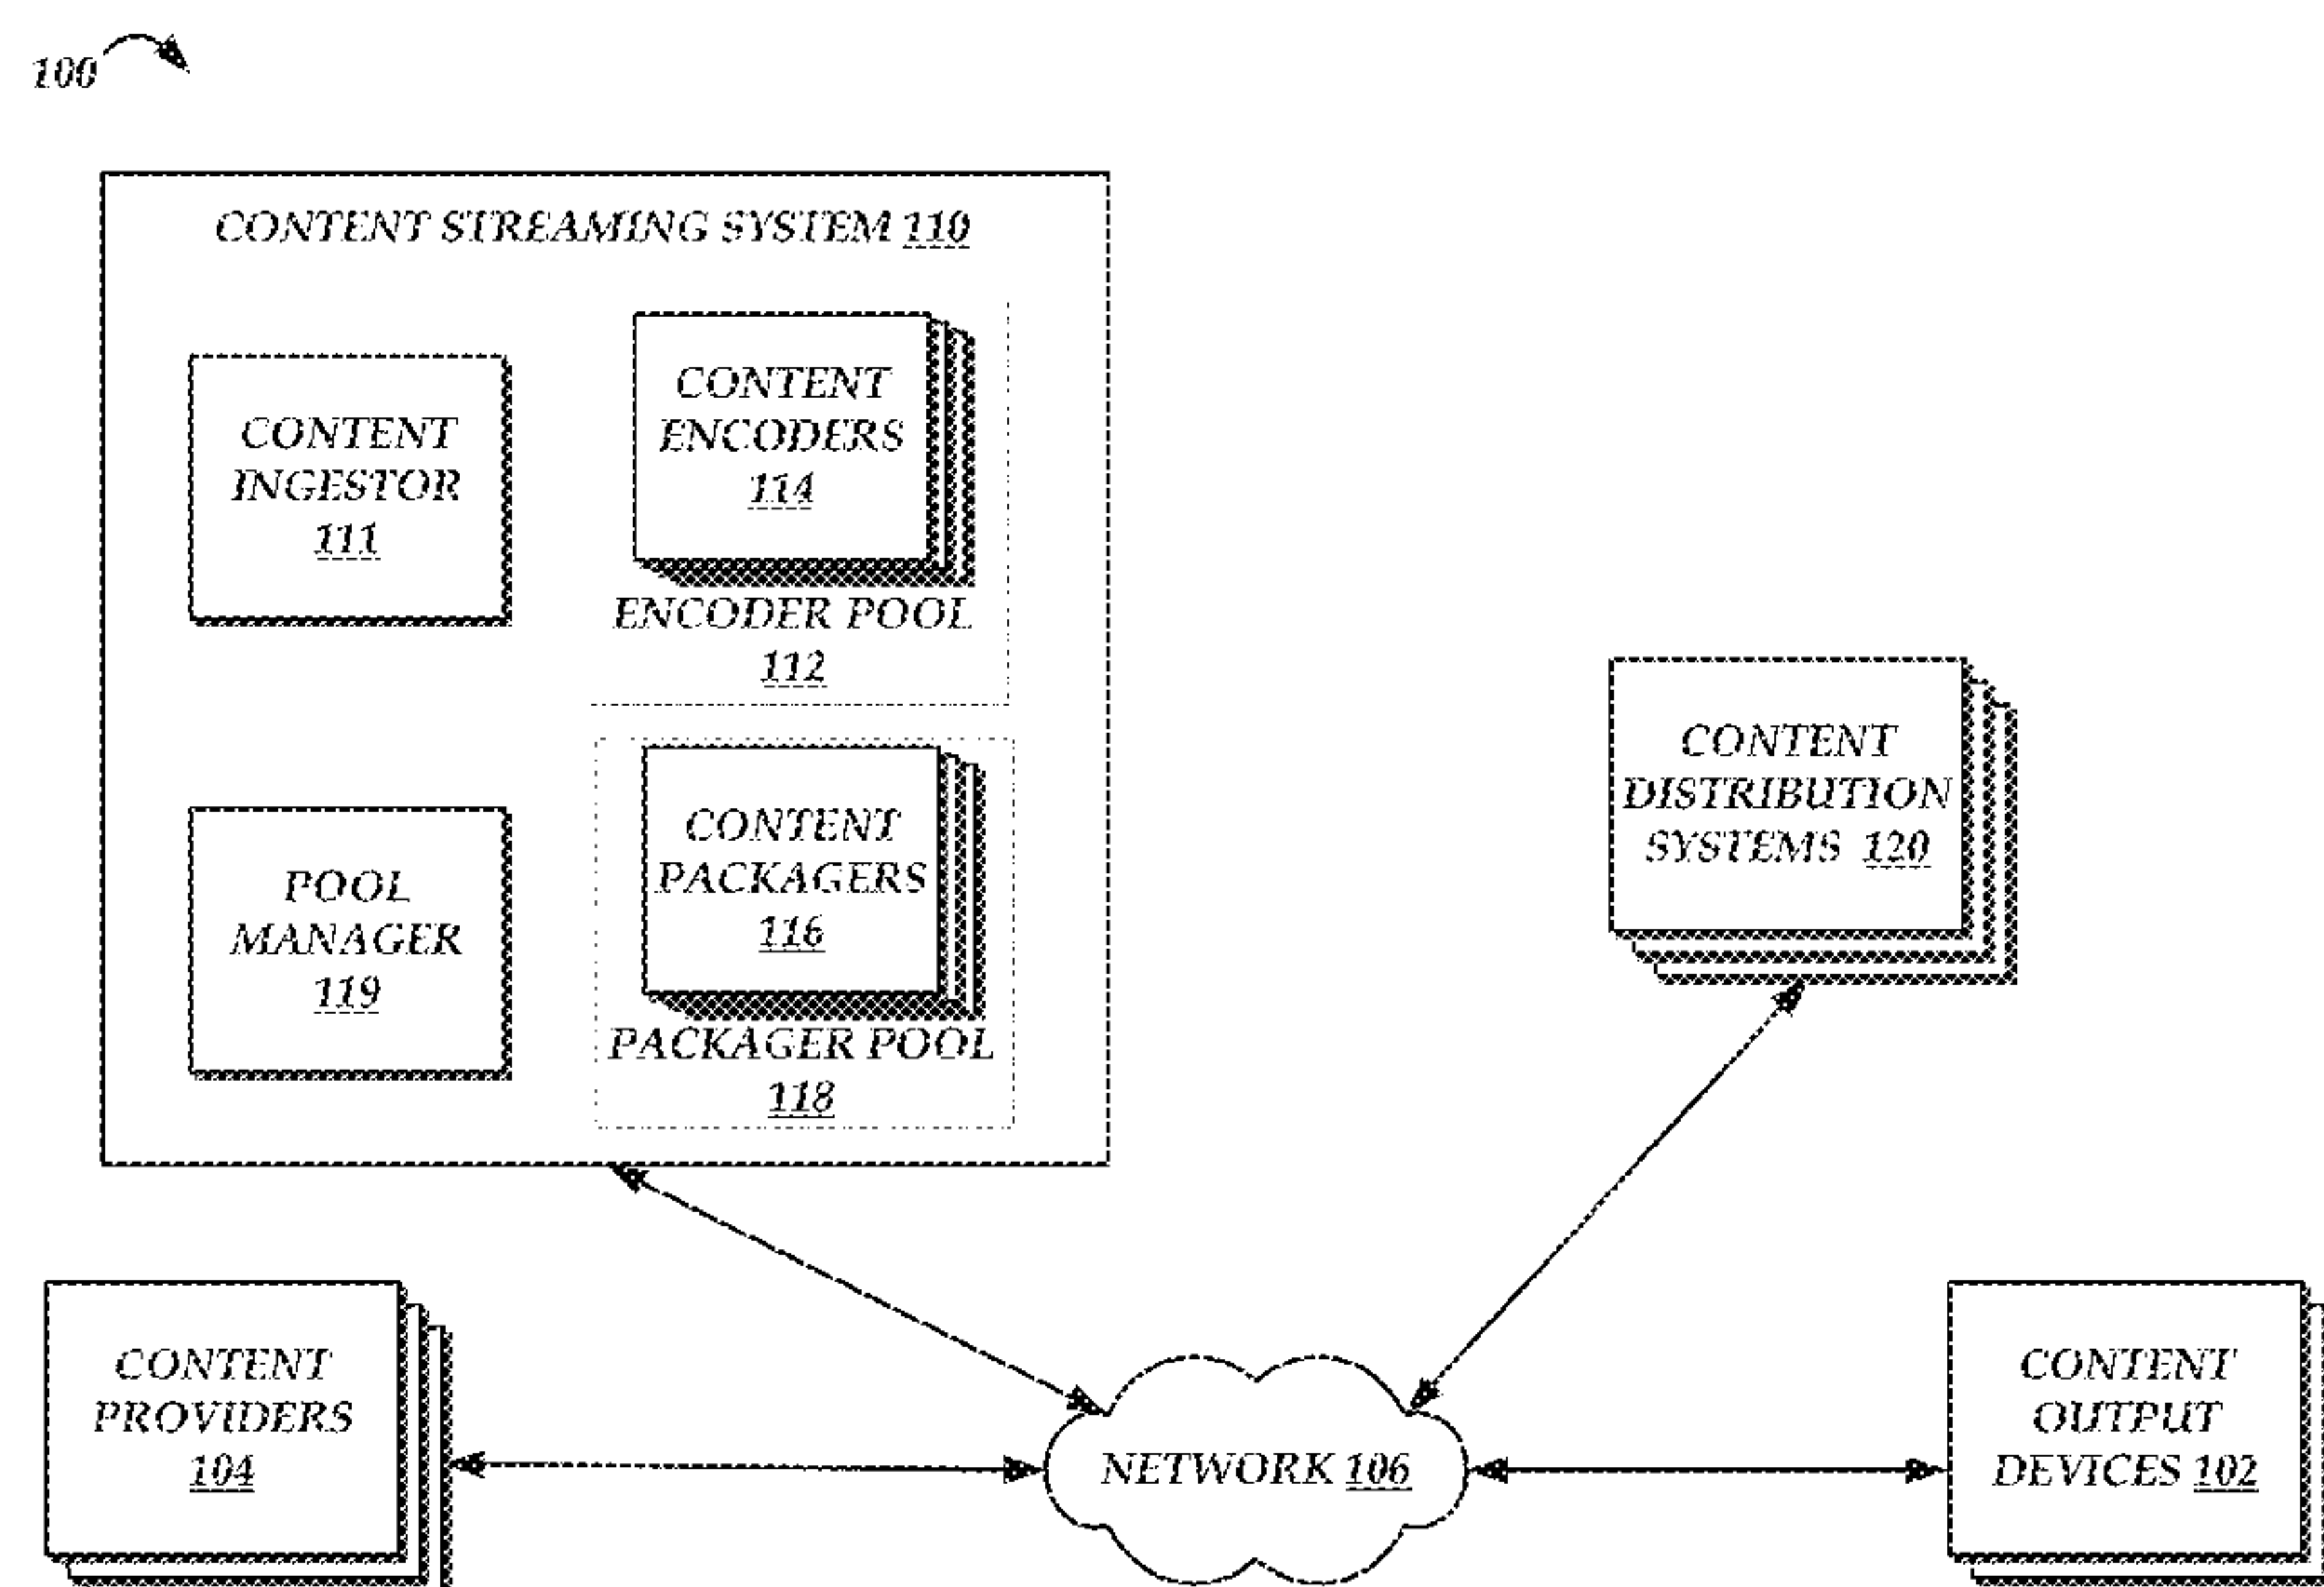 100
CONTENT STREAMING SYSTEM 110
CONTENT
INGESTOR
111
CONTENT
ENCODERS
114
ENCODER POOL
112
POOL
MANAGER
119
CONTENT
PACKAGERS
116
PACKAGER POOL
118
CONTENT
DISTRIBUTION
SYSTEMS 120
CONTENT
PROVIDERS
104
NETWORK 106
CONTENT
OUTPUT
DEVICES 102